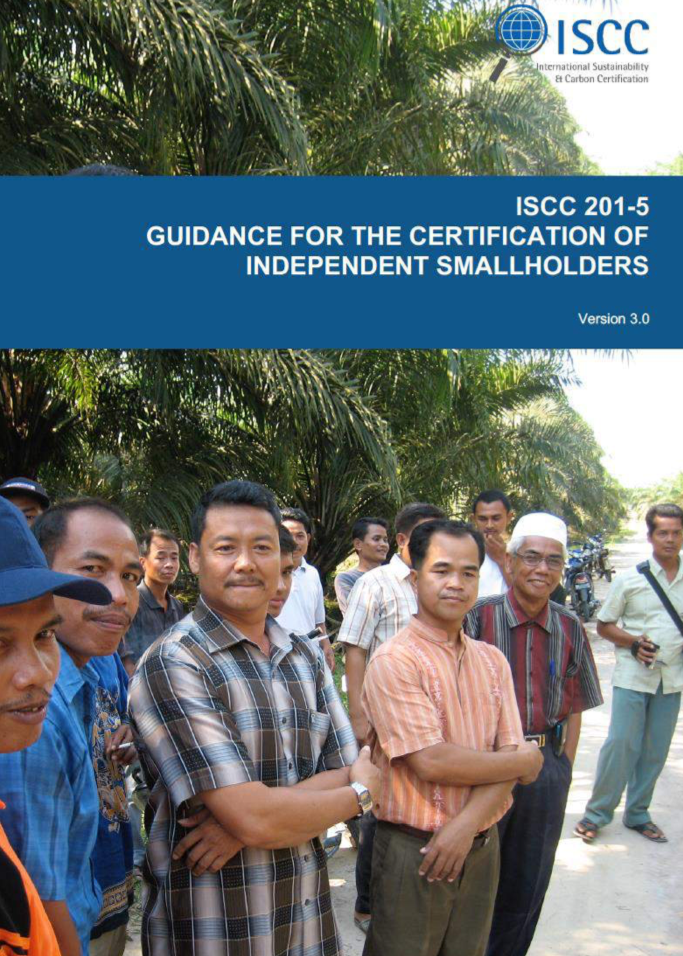 ISCC
International Sustainability
& Carbon Certification
ISCC 201-5
GUIDANCE FOR THE CERTIFICATION OF
INDEPENDENT SMALLHOLDERS
Version 3.0